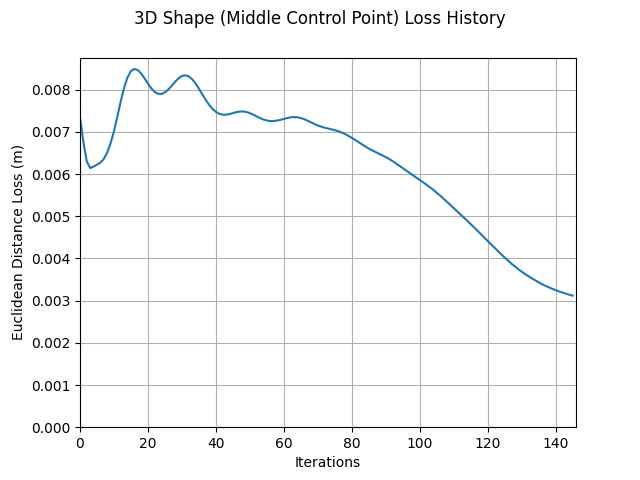 3D Shape (Middle Control Point) Loss History
Euclidean Distance Loss (m)
0.008
0.007
0.006
0.005
0.004
0.003
0.002
0.001
0.000
0 20 40 60 80 100 120 140
Iterations